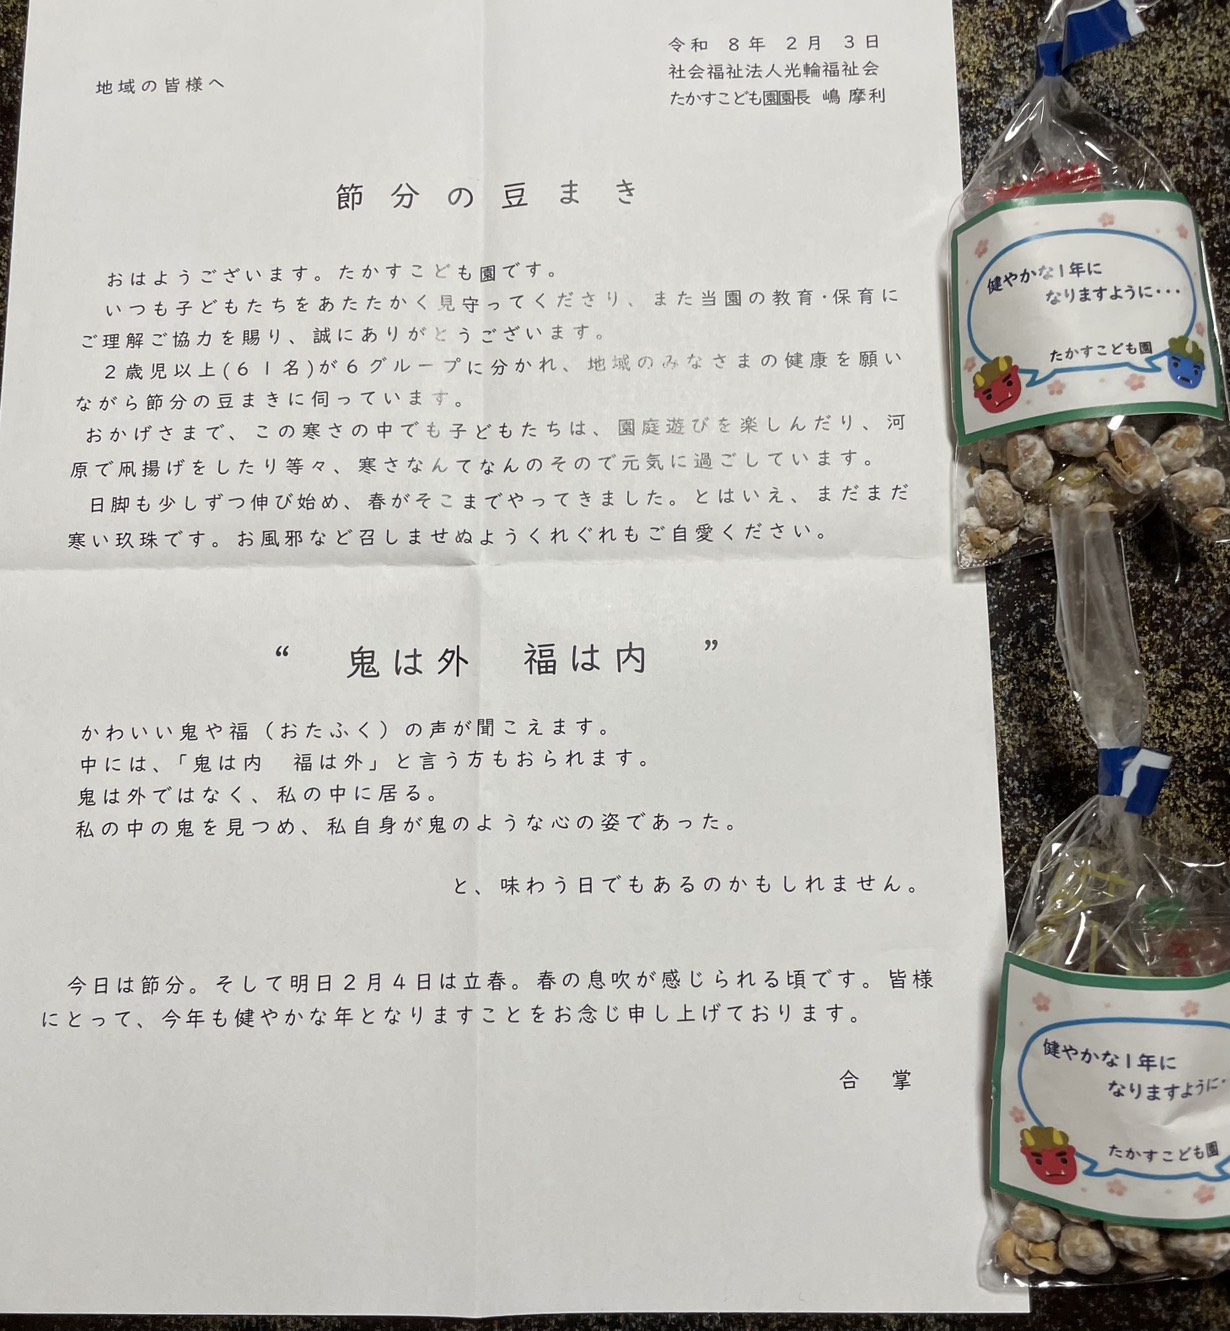 令和 8年 2月 3日
社会福祉法人光輪福祉会
たかすこども園園長 嶋 摩利
地域の皆様へ
節分の豆まき
おはようございます。たかすこども園です。
いつも子どもたちをあたたかく見守ってくださり、また当園の教育・保育に
ご理解ご協力を賜り、誠にありがとうございます。
2歳児以上(61名)が6グループに分かれ、地域のみなさまの健康を願い
ながら節分の豆まきに伺っています。
おかげさまで、この寒さの中でも子どもたちは、園庭遊びを楽しんだり、河
原で凧揚げをしたり等々、寒さなんてなんのそので元気に過ごしています。
日脚も少しずつ伸び始め、春がそこまでやってきました。とはいえ、まだまだ
寒い玖珠です。お風邪など召しませぬようくれぐれもご自愛ください。
“ 鬼は外 福は内 ”
かわいい鬼や福（おたふく）の声が聞こえます。
中には、「鬼は内 福は外」と言う方もおられます。
鬼は外ではなく、私の中に居る。
私の中の鬼を見つめ、私自身が鬼のような心の姿であった。
と、味わう日でもあるのかもしれません。
今日は節分。そして明日2月4日は立春。春の息吹が感じられる頃です。皆様
にとって、今年も健やかな年となりますことをお念じ申し上げております。
合 掌
健やかな1年に
なりますように・・・
たかすこども園
健やかな1年に
なりますように・
たかすこども園